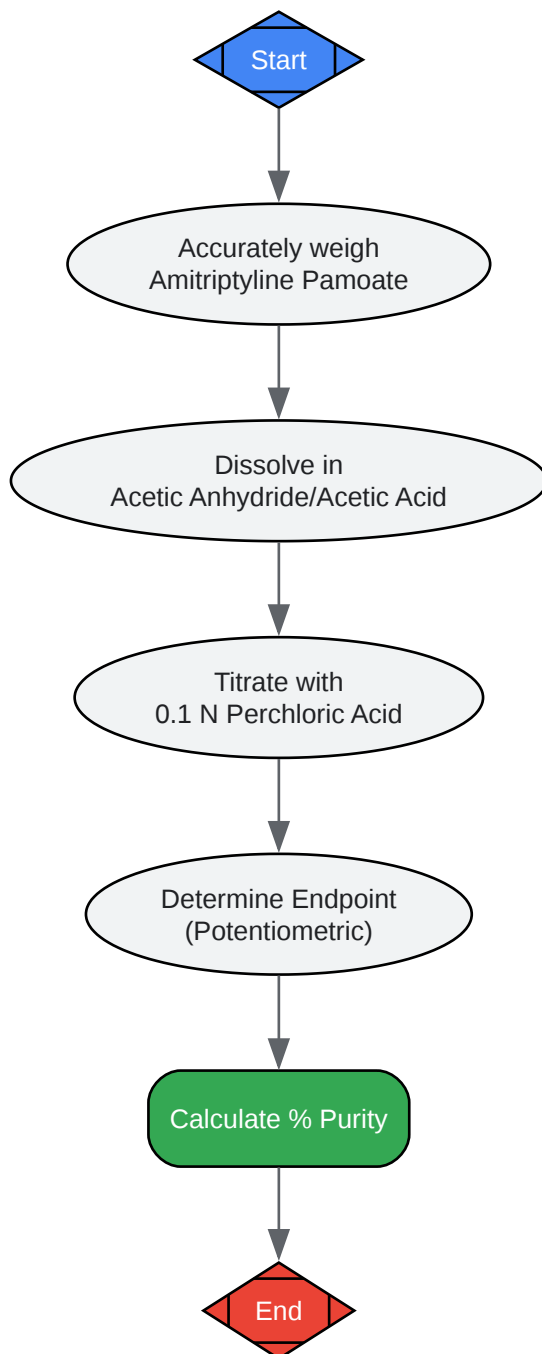 Start
Accurately weigh
Amitriptyline Pamoate
Dissolve in
Acetic Anhydride/Acetic Acid
Titrate with
0.1 N Perchloric Acid
Determine Endpoint
(Potentiometric)
Calculate % Purity
End